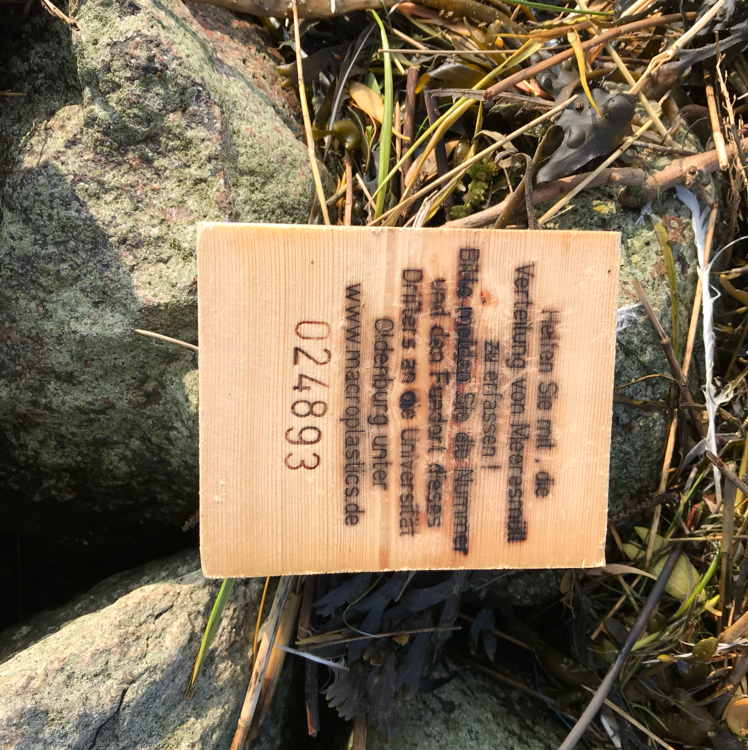 Helfen Sie mit , die
Verteilung von Meeresmüll
zu erfassen !
Bitte melden Sie die Nummer
und den Fundort dieses
Drifters an die Universität
Oldenburg unter
www.macroplastics.de
024893